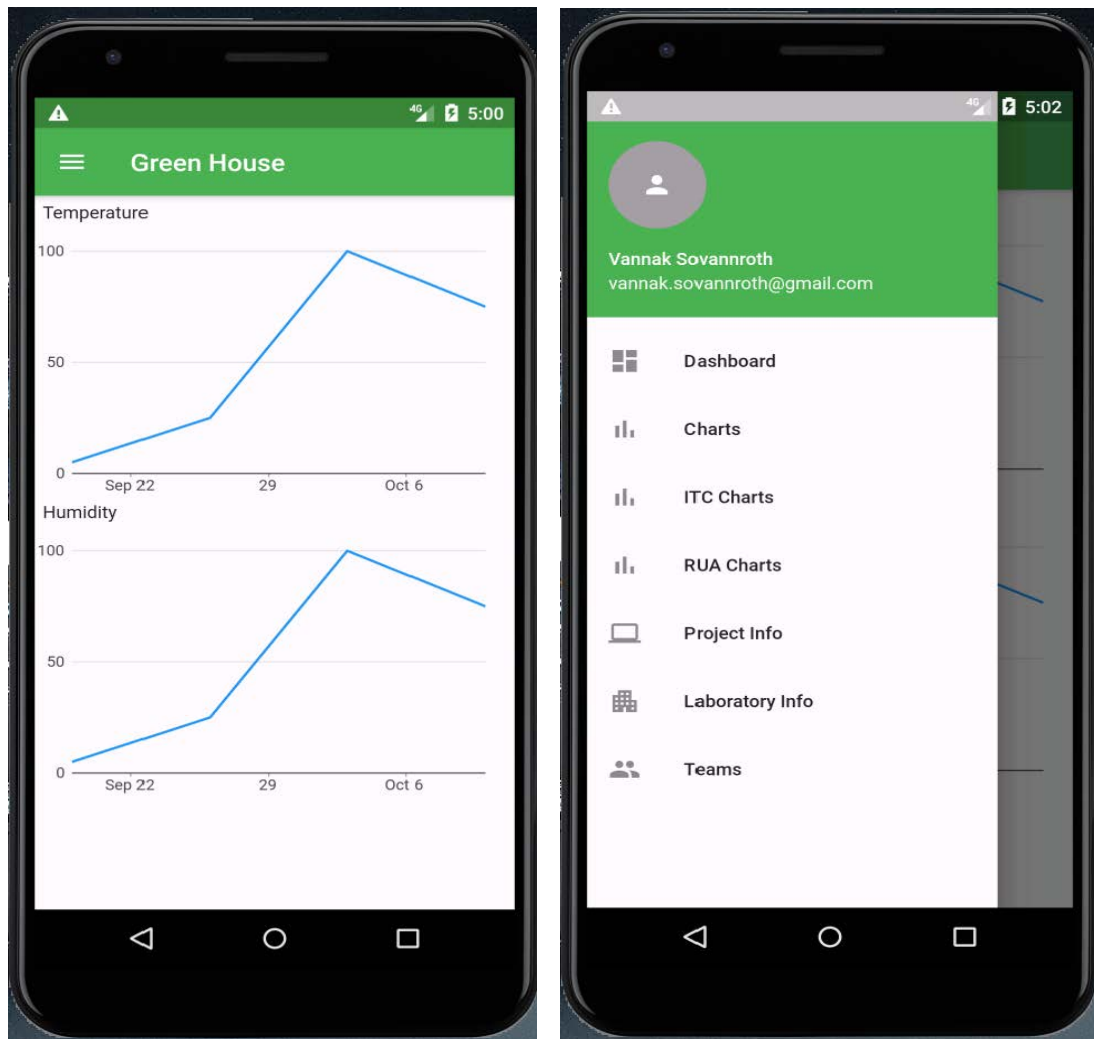 4G 5:00
Green House
Temperature
100
50
0
Sep 22 29 Oct 6
Humidity
100
50
0
Sep 22 29 Oct 6
4G 5:02
Vannak Sovannroth
vannak.sovannroth@gmail.com
Dashboard
Charts
ITC Charts
RUA Charts
Project Info
Laboratory Info
Teams